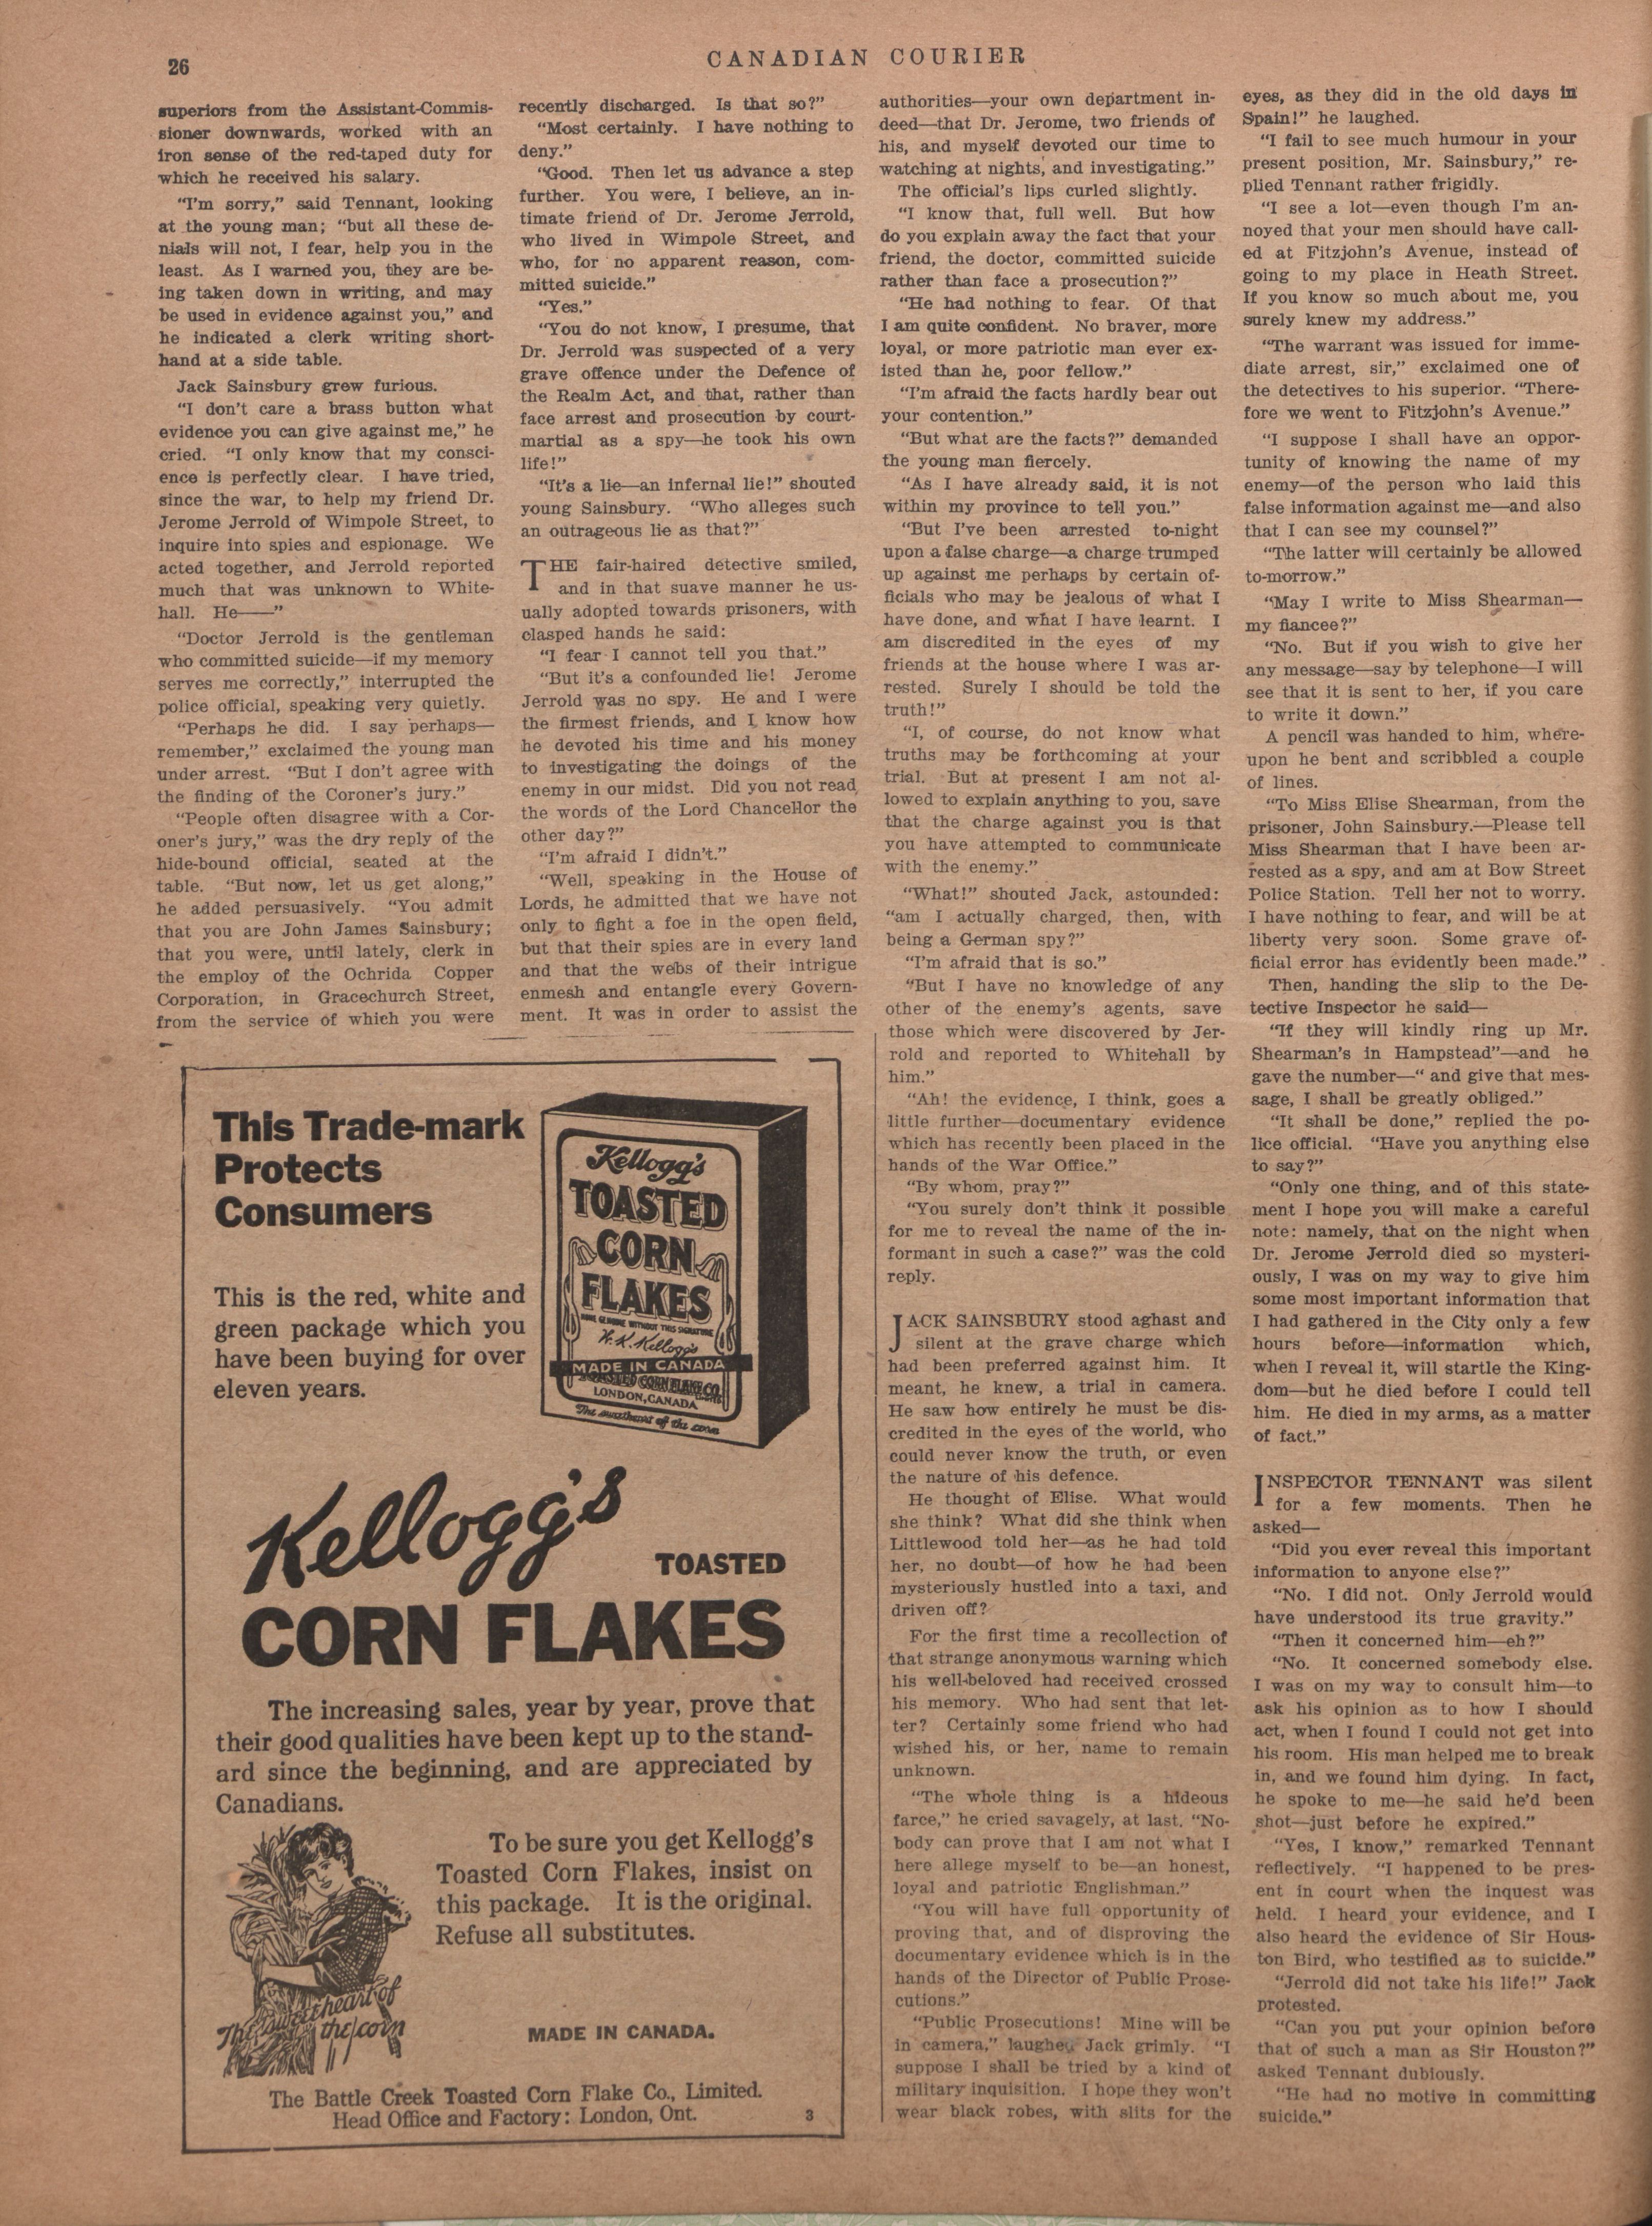 26
CANADIAN COURIER
superiors from the Assistant-Commis-
sioner downwards, worked with an
iron sense of the red-taped duty for
which he received his salary.
"I'm sorry," said Tennant, looking
at the young man; "but all these de-
nials will not, I fear, help you in the
least. As I warned you, they are be-
ing taken down in writing, and may
be used in evidence against you," and
he indicated a clerk writing short-
hand at a side table.
Jack Sainsbury grew furious.
"I don't care a brass button what
evidence you can give against me," he
cried. "I only know that my consci-
ence is perfectly clear. I have tried,
since the war, to help my friend Dr.
Jerome Jerrold of Wimpole Street, to
inquire into spies and espionage. We
acted together, and Jerrold reported
much that was unknown to White-
hall. He——"
"Doctor Jerrold is the gentleman
who committed suicide—if my memory
serves me correctly," interrupted the
police official, speaking very quietly.
"Perhaps he did. I say perhaps—
remember," exclaimed the young man
under arrest. "But I don't agree with
the finding of the Coroner's jury."
"People often disagree with a Cor-
oner's jury," was the dry reply of the
hide-bound official, seated at the
table. "But now, let us get along,"
he added persuasively. "You admit
that you are John James Sainsbury;
that you were, until lately, clerk in
the employ of the Ochrida Copper
Corporation, in Gracechurch Street,
from the service of which you were
recently discharged. Is that so?"
"Most certainly. I have nothing to
deny."
"Good. Then let us advance a step
further. You were, I believe, an in-
timate friend of Dr. Jerome Jerrold,
who lived in Wimpole Street, and
who, for no apparent reason, com-
mitted suicide."
"Yes."
"You do not know, I presume, that
Dr. Jerrold was suspected of a very
grave offence under the Defence of
the Realm Act, and that, rather than
face arrest and prosecution by court-
martial as a spy—he took his own
life!"
"It's a lie—an infernal lie!" shouted
young Sainsbury. "Who alleges such
an outrageous lie as that?"
THE fair-haired detective smiled,
and in that suave manner he us-
ually adopted towards prisoners, with
clasped hands he said:
"I fear I cannot tell you that."
"But it's a confounded lie! Jerome
Jerrold was no spy. He and I were
the firmest friends, and I know how
he devoted his time and his money
to investigating the doings of the
enemy in our midst. Did you not read
the words of the Lord Chancellor the
other day?"
"I'm afraid I didn't."
"Well, speaking in the House of
Lords, he admitted that we have not
only to fight a foe in the open field,
but that their spies are in every land
and that the webs of their intrigue
enmesh and entangle every Govern-
ment. It was in order to assist the
authorities—your own department in-
deed—that Dr. Jerome, two friends of
his, and myself devoted our time to
watching at nights, and investigating."
The official's lips curled slightly.
"I know that, full well. But how
do you explain away the fact that your
friend, the doctor, committed suicide
rather than face a prosecution?"
"He had nothing to fear. Of that
I am quite confident. No braver, more
loyal, or more patriotic man ever ex-
isted than he, poor fellow."
"I'm afraid the facts hardly bear out
your contention."
"But what are the facts?" demanded
the young man fiercely.
"As I have already said, it is not
within my province to tell you."
"But I've been arrested to-night
upon a false charge—a charge trumped
up against me perhaps by certain of-
ficials who may be jealous of what I
have done, and what I have learnt. I
am discredited in the eyes of my
friends at the house where I was ar-
rested. Surely I should be told the
truth!"
"I, of course, do not know what
truths may be forthcoming at your
trial. But at present I am not al-
lowed to explain anything to you, save
that the charge against you is that
you have attempted to communicate
with the enemy."
"What!" shouted Jack, astounded:
"am I actually charged, then, with
being a German spy?"
"I'm afraid that is so."
"But I have no knowledge of any
other of the enemy's agents, save
those which were discovered by Jer-
rold and reported to Whitehall by
him."
"Ah! the evidence, I think, goes a
little further—documentary evidence
which has recently been placed in the
hands of the War Office."
"By whom, pray?"
"You surely don't think it possible
for me to reveal the name of the in-
formant in such a case?" was the cold
reply.
JACK SAINSBURY stood aghast and
silent at the grave charge which
had been preferred against him. It
meant, he knew, a trial in camera.
He saw how entirely he must be dis-
credited in the eyes of the world, who
could never know the truth, or even
the nature of his defence.
He thought of Elise. What would
she think? What did she think when
Littlewood told her—as he had told
her, no doubt—of how he had been
mysteriously hustled into a taxi, and
driven off?
For the first time a recollection of
that strange anonymous warning which
his well-beloved had received crossed
his memory. Who had sent that let-
ter? Certainly some friend who had
wished his, or her, name to remain
unknown.
"The whole thing is a hideous
farce," he cried savagely, at last. "No-
body can prove that I am not what I
here allege myself to be—an honest,
loyal and patriotic Englishman."
"You will have full opportunity of
proving that, and of disproving the
documentary evidence which is in the
hands of the Director of Public Prose-
cutions."
"Public Prosecutions! Mine will be
in camera," laughed Jack grimly. "I
suppose I shall be tried by a kind of
military inquisition. I hope they won't
wear black robes, with slits for the
eyes, as they did in the old days in
Spain!" he laughed.
"I fail to see much humour in your
present position, Mr. Sainsbury," re-
plied Tennant rather frigidly.
"I see a lot—even though I'm an-
noyed that your men should have call-
ed at Fitzjohn's Avenue, instead of
going to my place in Heath Street.
If you know so much about me, you
surely knew my address."
"The warrant was issued for imme-
diate arrest, sir," exclaimed one of
the detectives to his superior. "There-
fore we went to Fitzjohn's Avenue."
"I suppose I shall have an oppor-
tunity of knowing the name of my
enemy—of the person who laid this
false information against me—and also
that I can see my counsel?"
"The latter will certainly be allowed
to-morrow."
"May I write to Miss Shearman—
my fiancee?"
"No. But if you wish to give her
any message—say by telephone—I will
see that it is sent to her, if you care
to write it down."
A pencil was handed to him, where-
upon he bent and scribbled a couple
of lines.
"To Miss Elise Shearman, from the
prisoner, John Sainsbury.—Please tell
Miss Shearman that I have been ar-
rested as a spy, and am at Bow Street
Police Station. Tell her not to worry.
I have nothing to fear, and will be at
liberty very soon. Some grave of-
ficial error has evidently been made."
Then, handing the slip to the De-
tective Inspector he said—
"If they will kindly ring up Mr.
Shearman's in Hampstead"—and he
gave the number—" and give that mes-
sage, I shall be greatly obliged."
"It shall be done," replied the po-
lice official. "Have you anything else
to say?"
"Only one thing, and of this state-
ment I hope you will make a careful
note: namely, that on the night when
Dr. Jerome Jerrold died so mysteri-
ously, I was on my way to give him
some most important information that
I had gathered in the City only a few
hours before—information which,
when I reveal it, will startle the King-
dom—but he died before I could tell
him. He died in my arms, as a matter
of fact."
INSPECTOR TENNANT was silent
for a few moments. Then he
asked—
"Did you ever reveal this important
information to anyone else?"
"No. I did not. Only Jerrold would
have understood its true gravity."
"Then it concerned him—eh?"
"No. It concerned somebody else.
I was on my way to consult him—to
ask his opinion as to how I should
act, when I found I could not get into
his room. His man helped me to break
in, and we found him dying. In fact,
he spoke to me—he said he'd been
shot—just before he expired."
"Yes, I know," remarked Tennant
reflectively. "I happened to be pres-
ent in court when the inquest was
held. I heard your evidence, and I
also heard the evidence of Sir Hous-
ton Bird, who testified as to suicide."
"Jerrold did not take his life!" Jack
protested.
"Can you put your opinion before
that of such a man as Sir Houston?"
asked Tennant dubiously.
"He had no motive in committing
suicide."
This Trade-mark
Protects
Consumers
This is the red, white and
green package which you
have been buying for over
eleven years.
Kellogg's
TOASTED
CORN
FLAKES
NONE GENUINE WITHOUT THIS SIGNATURE
W. K. Kellogg's
MADE IN CANADA
TOASTED CORN FLAKE CO.
LONDON, CANADA
The sweetheart of the corn
Kellogg's
TOASTED
CORN FLAKES
The increasing sales, year by year, prove that
their good qualities have been kept up to the stand-
ard since the beginning, and are appreciated by
Canadians.
To be sure you get Kellogg's
Toasted Corn Flakes, insist on
this package. It is the original.
Refuse all substitutes.
The sweetheart of
the corn
MADE IN CANADA.
The Battle Creek Toasted Corn Flake Co., Limited.
Head Office and Factory: London, Ont.
3